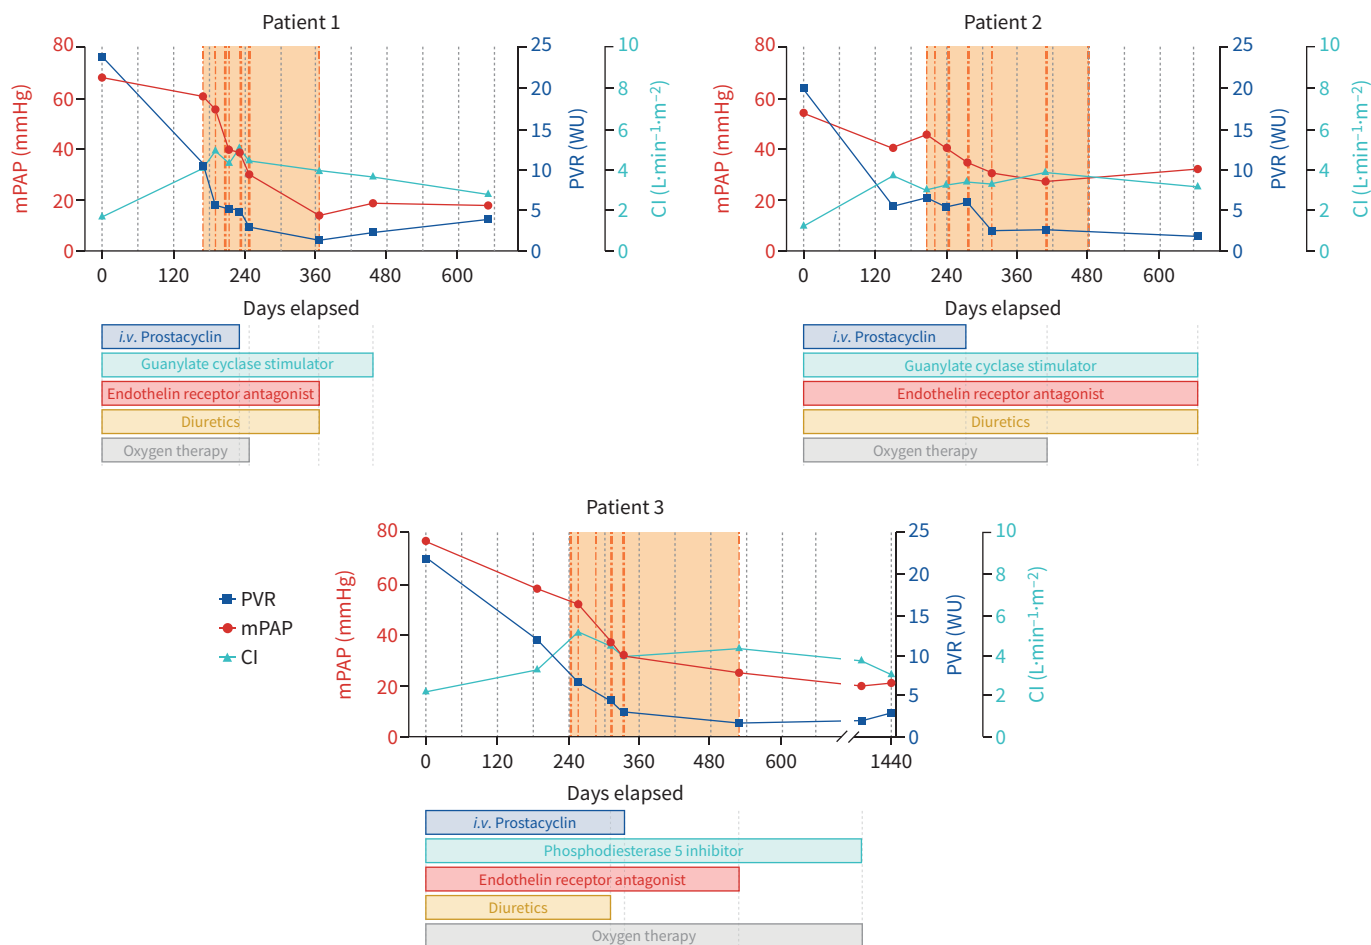 Patient 1
80
60
40
20
0
mPAP (mmHg)
25
20
15
10
5
0
PVR (WU)
10
8
6
4
2
0
CI (L·min⁻¹·m⁻²)
0 120 240 360 480 600
Days elapsed
i.v. Prostacyclin
Guanylate cyclase stimulator
Endothelin receptor antagonist
Diuretics
Oxygen therapy
Patient 2
80
60
40
20
0
mPAP (mmHg)
25
20
15
10
5
0
PVR (WU)
10
8
6
4
2
0
CI (L·min⁻¹·m⁻²)
0 120 240 360 480 600
Days elapsed
i.v. Prostacyclin
Guanylate cyclase stimulator
Endothelin receptor antagonist
Diuretics
Oxygen therapy
PVR
mPAP
CI
Patient 3
80
60
40
20
0
mPAP (mmHg)
25
20
15
10
5
0
PVR (WU)
10
8
6
4
2
0
CI (L·min⁻¹·m⁻²)
0 120 240 360 480 600 1440
Days elapsed
i.v. Prostacyclin
Phosphodiesterase 5 inhibitor
Endothelin receptor antagonist
Diuretics
Oxygen therapy